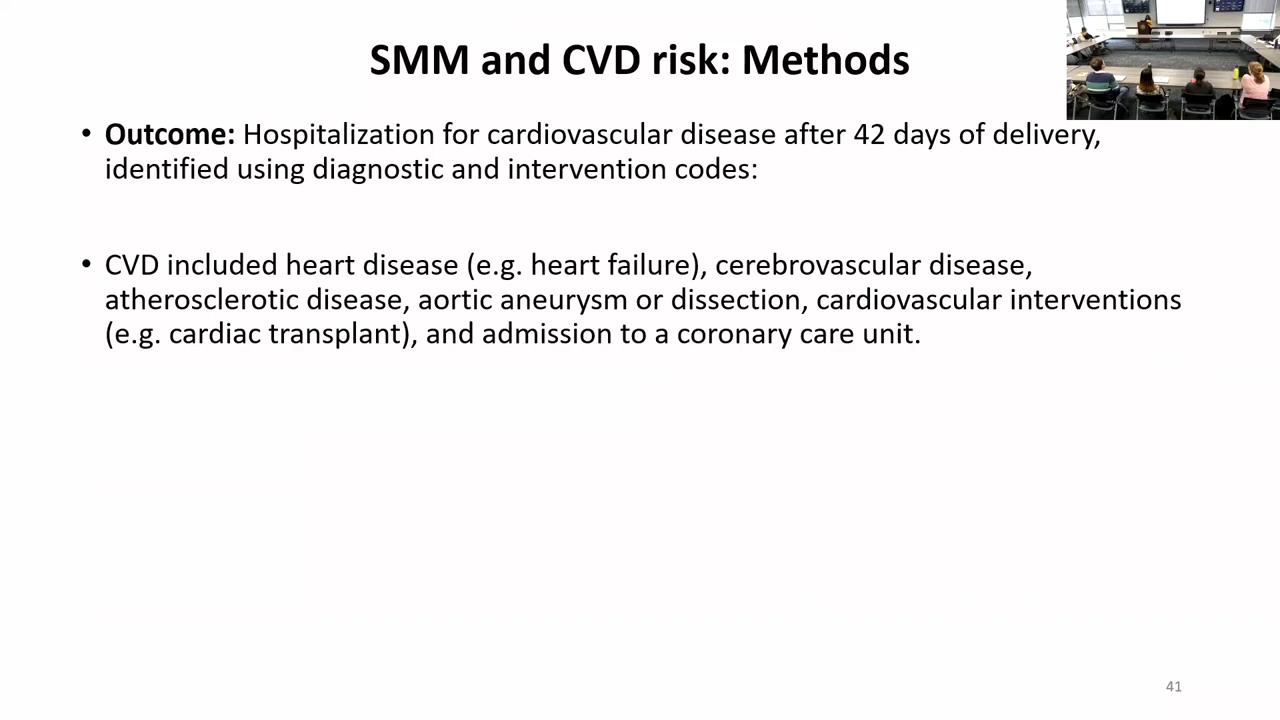 SMM and CVD risk: Methods
• Outcome: Hospitalization for cardiovascular disease after 42 days of delivery,
identified using diagnostic and intervention codes:
• CVD included heart disease (e.g. heart failure), cerebrovascular disease,
atherosclerotic disease, aortic aneurysm or dissection, cardiovascular interventions
(e.g. cardiac transplant), and admission to a coronary care unit.
41